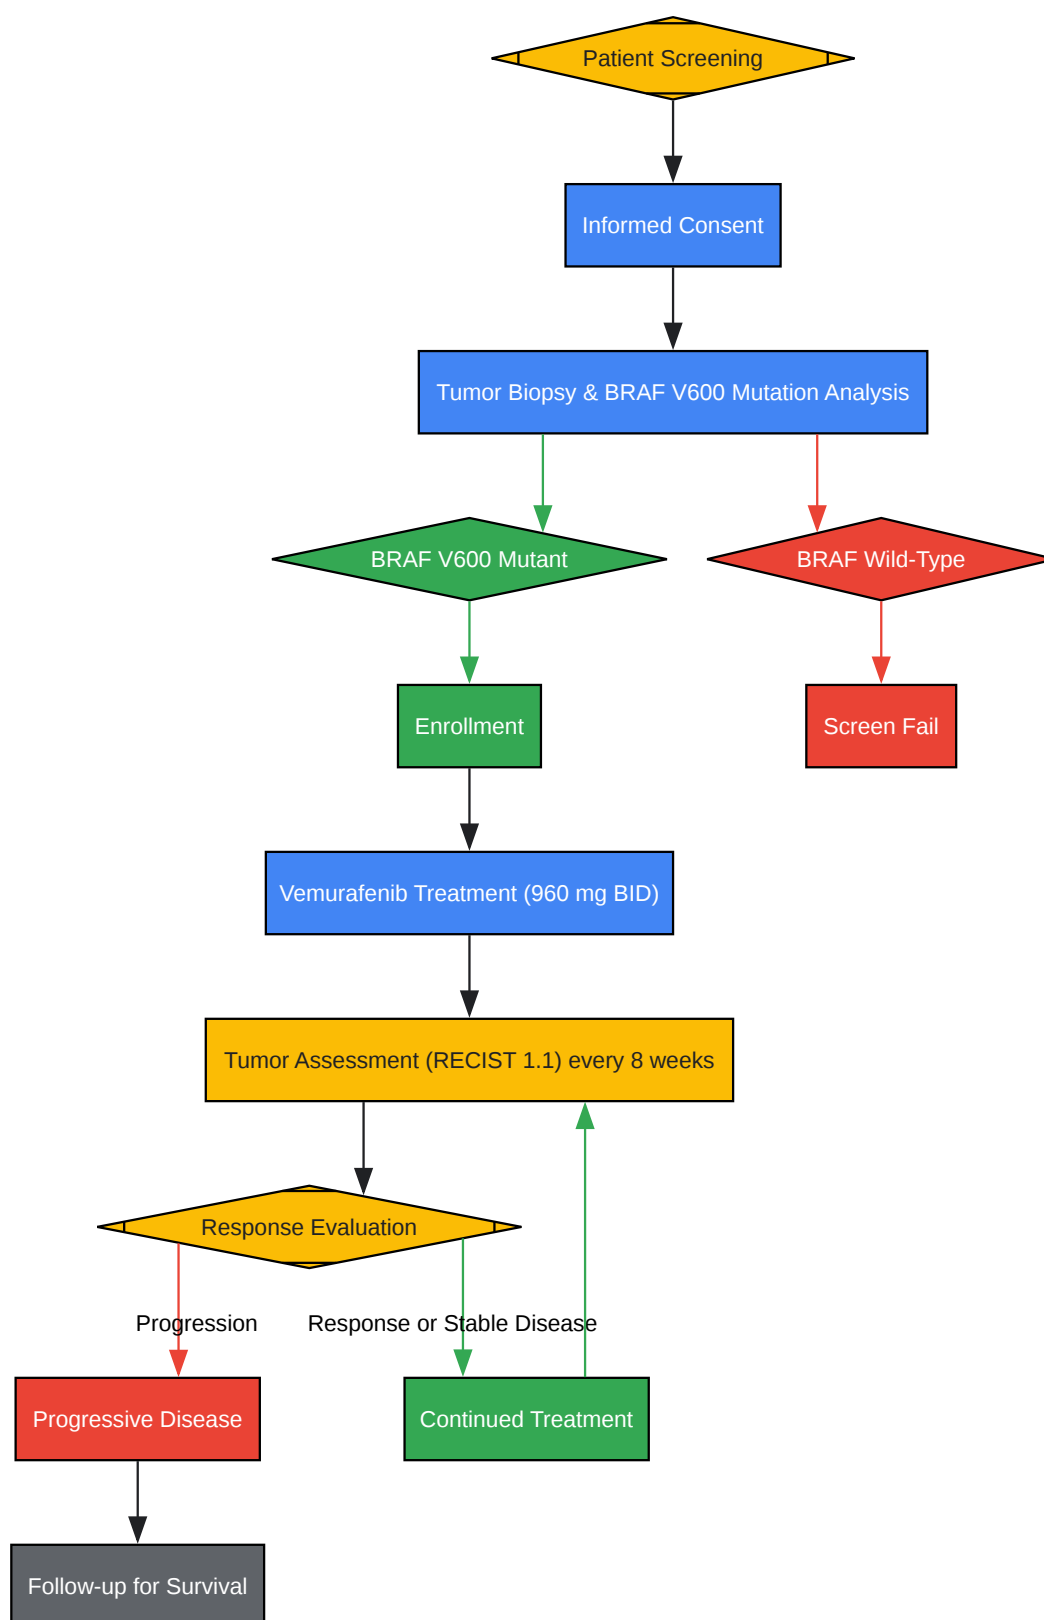 Patient Screening
Informed Consent
Tumor Biopsy & BRAF V600 Mutation Analysis
BRAF V600 Mutant
BRAF Wild-Type
Enrollment
Screen Fail
Vemurafenib Treatment (960 mg BID)
Tumor Assessment (RECIST 1.1) every 8 weeks
Response Evaluation
Progression
Response or Stable Disease
Progressive Disease
Continued Treatment
Follow-up for Survival